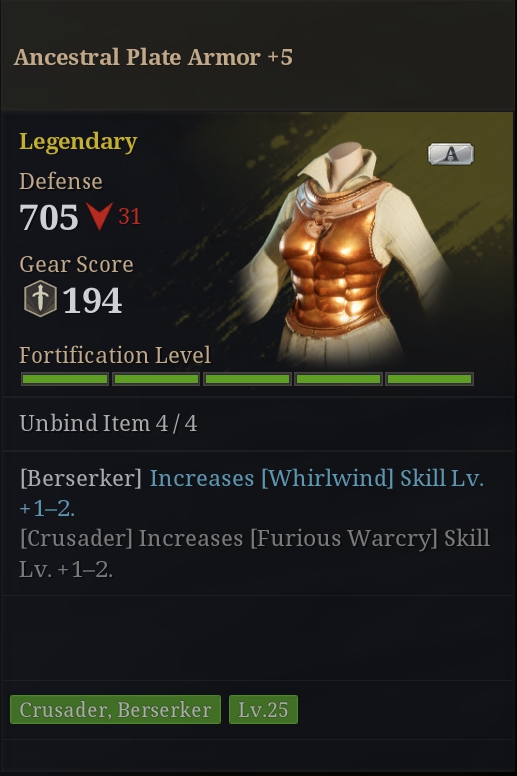 Ancestral Plate Armor +5
Legendary
A
Defense
705 31
Gear Score
194
Fortification Level
Unbind Item 4 / 4
[Berserker] Increases [Whirlwind] Skill Lv.
+1–2.
[Crusader] Increases [Furious Warcry] Skill
Lv. +1–2.
Crusader, Berserker Lv.25